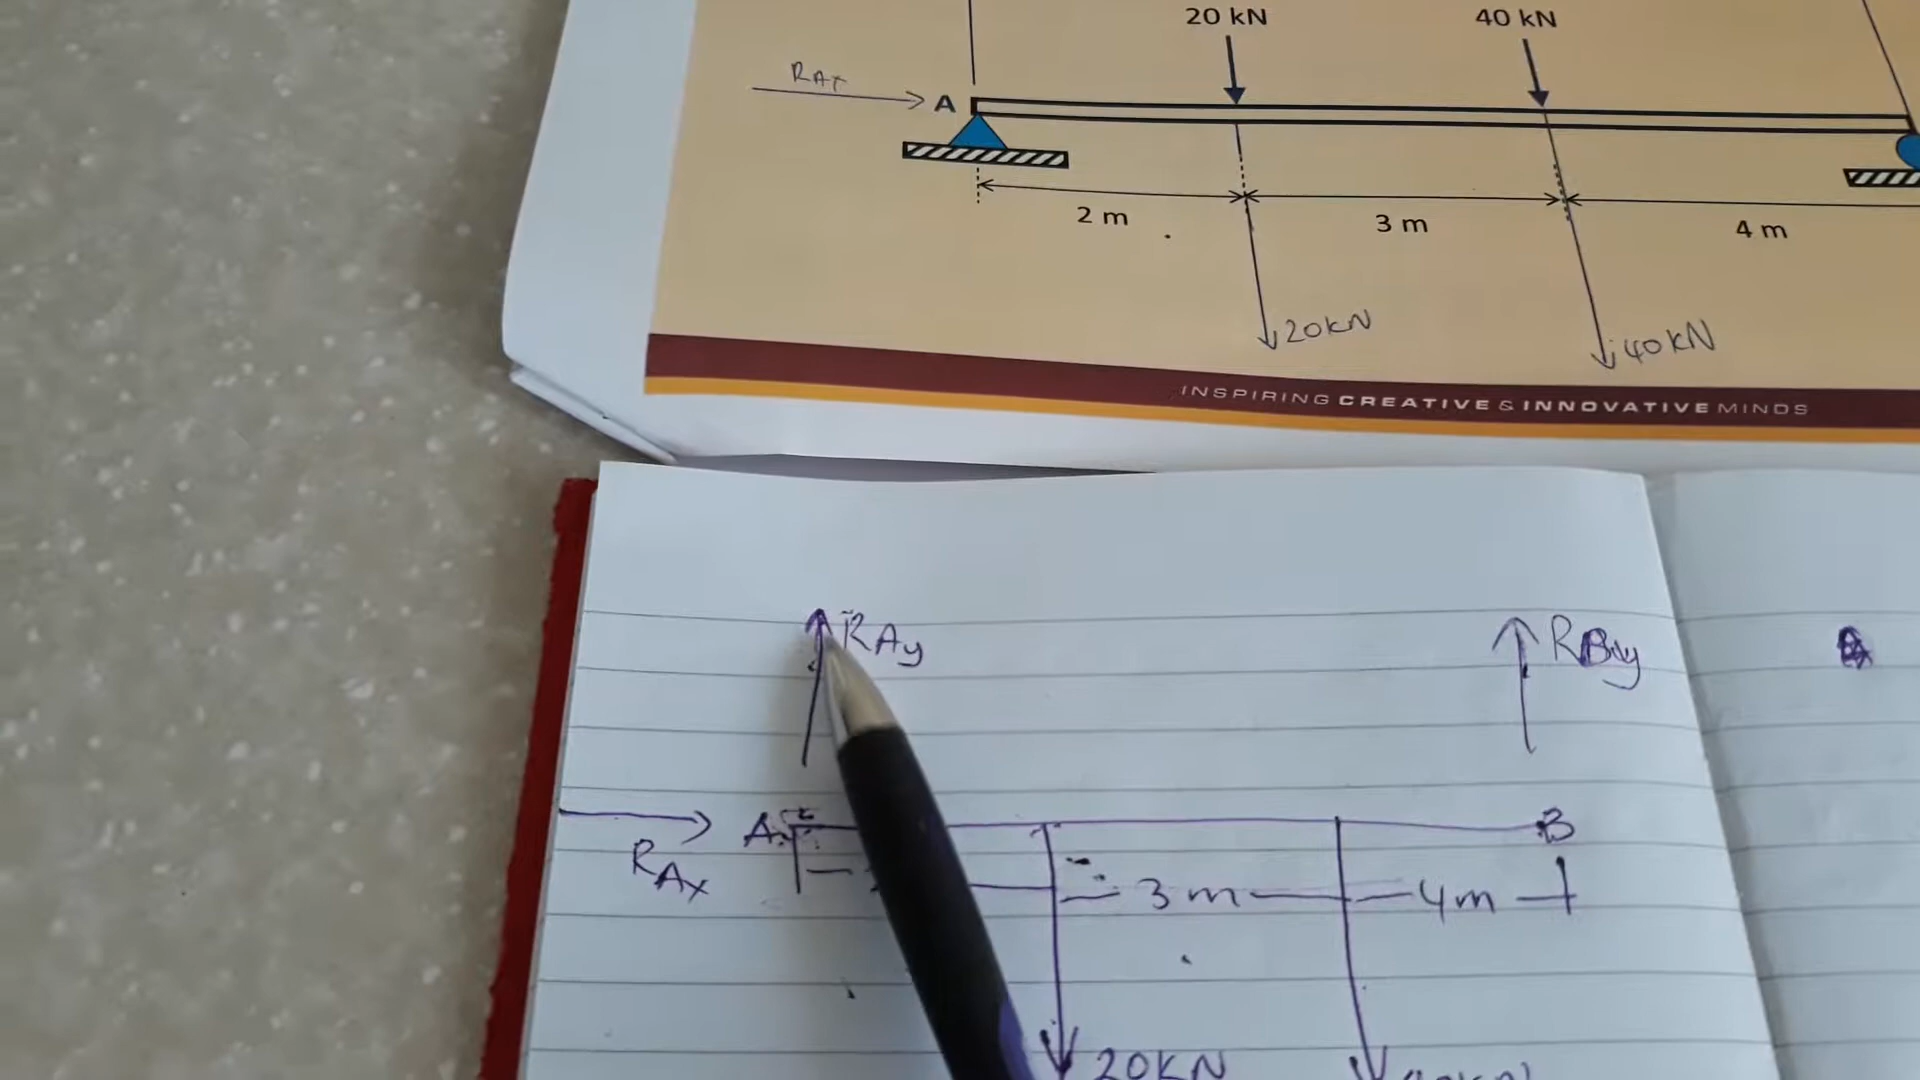 20 kN 40 kN
RAx
A
2 m 3 m 4 m
20kN 40kN
INSPIRING CREATIVE & INNOVATIVE MINDS
RAy RBy
A B
RAx
3m 4m
20KN